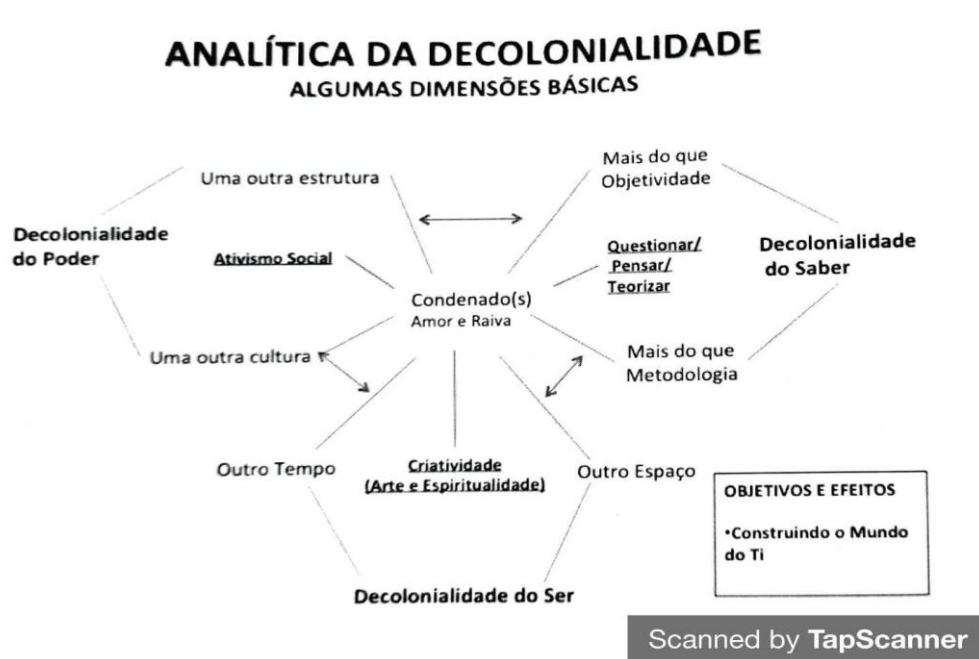 ANALÍTICA DA DECOLONIALIDADE
ALGUMAS DIMENSÕES BÁSICAS
Uma outra estrutura
Mais do que
Objetividade
Decolonialidade
do Poder
Ativismo Social
Questionar/
Pensar/
Teorizar
Decolonialidade
do Saber
Condenado(s)
Amor e Raiva
Uma outra cultura
Mais do que
Metodologia
Outro Tempo
Criatividade
(Arte e Espiritualidade)
Outro Espaço
Decolonialidade do Ser
OBJETIVOS E EFEITOS
•Construindo o Mundo
do Ti
Scanned by TapScanner